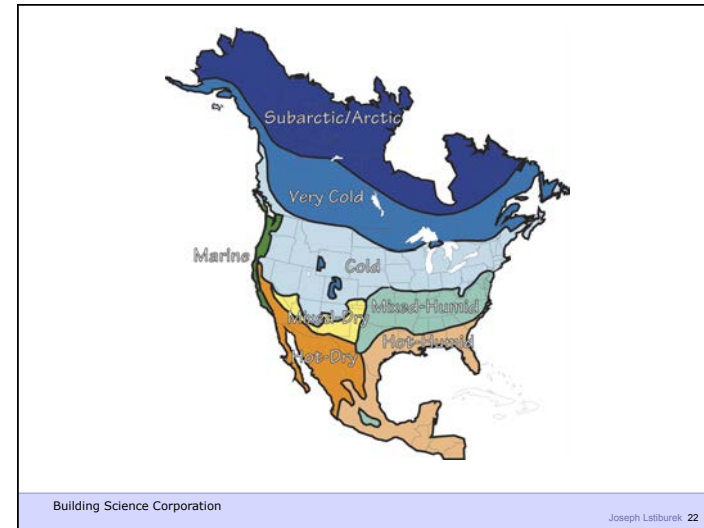 Subarctic/Arctic
Very Cold
Marine
Cold
Mixed-Humid
Mixed-Dry
Hot-Humid
Hot-Dry
Building Science Corporation
Joseph Lstiburek 22